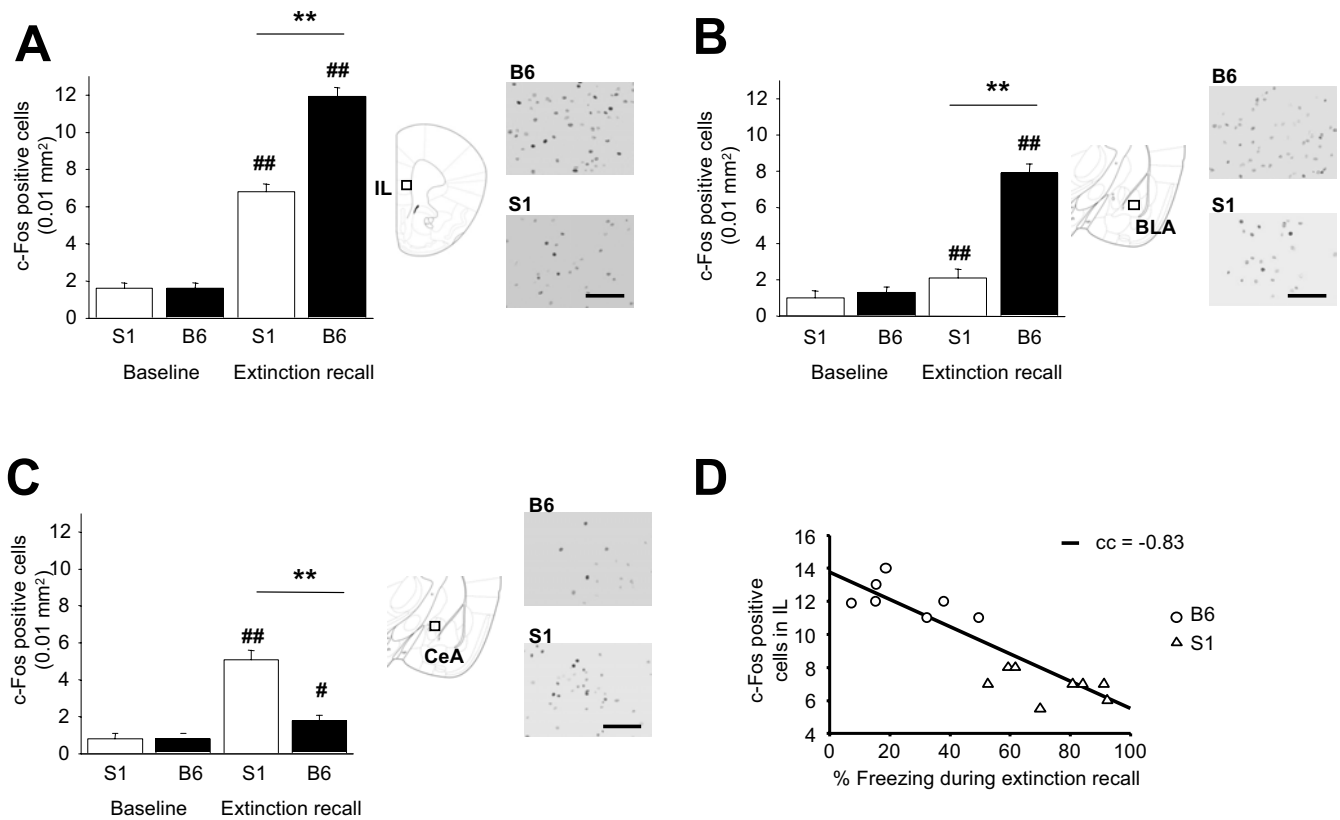 A
**
##
##
c-Fos positive cells
(0.01 mm²)
12
10
8
6
4
2
0
S1
B6
S1
B6
Baseline
Extinction recall
IL
B6
S1
B
**
##
##
c-Fos positive cells
(0.01 mm²)
12
10
8
6
4
2
0
S1
B6
S1
B6
Baseline
Extinction recall
BLA
B6
S1
C
**
##
#
c-Fos positive cells
(0.01 mm²)
12
10
8
6
4
2
0
S1
B6
S1
B6
Baseline
Extinction recall
CeA
B6
S1
D
cc = -0.83
c-Fos positive
cells in IL
16
14
12
10
8
6
4
0
20
40
60
80
100
% Freezing during extinction recall
B6
S1